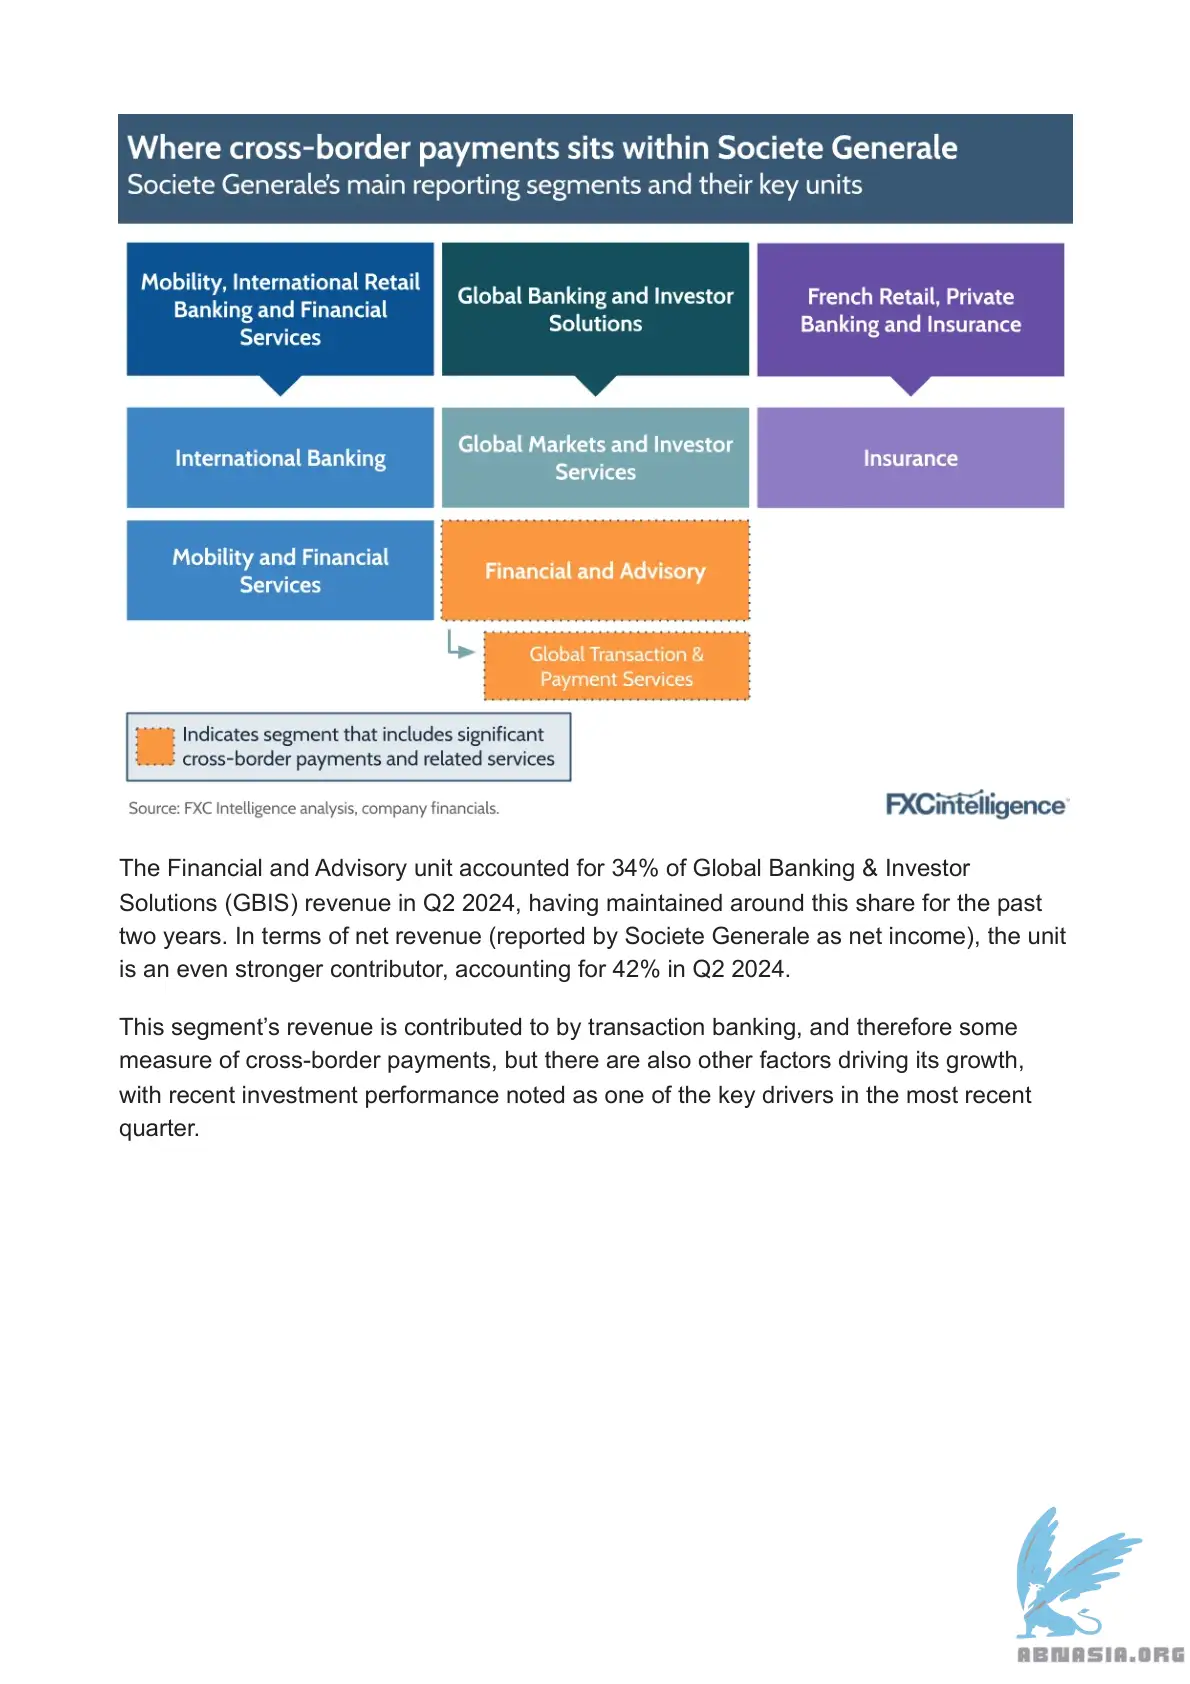 Where cross-border payments sits within Societe Generale
Societe Generale's main reporting segments and their key units
Mobility, International Retail
Banking and Financial
Services
Global Banking and Investor
Solutions
French Retail, Private
Banking and Insurance
International Banking
Global Markets and Investor
Services
Insurance
Mobility and Financial
Services
Financial and Advisory
Global Transaction &
Payment Services
Indicates segment that includes significant
cross-border payments and related services
Source: FXC Intelligence analysis, company financials.
FXCintelligence
The Financial and Advisory unit accounted for 34% of Global Banking & Investor
Solutions (GBIS) revenue in Q2 2024, having maintained around this share for the past
two years. In terms of net revenue (reported by Societe Generale as net income), the unit
is an even stronger contributor, accounting for 42% in Q2 2024.
This segment’s revenue is contributed to by transaction banking, and therefore some
measure of cross-border payments, but there are also other factors driving its growth,
with recent investment performance noted as one of the key drivers in the most recent
quarter.
ABNASIA.ORG